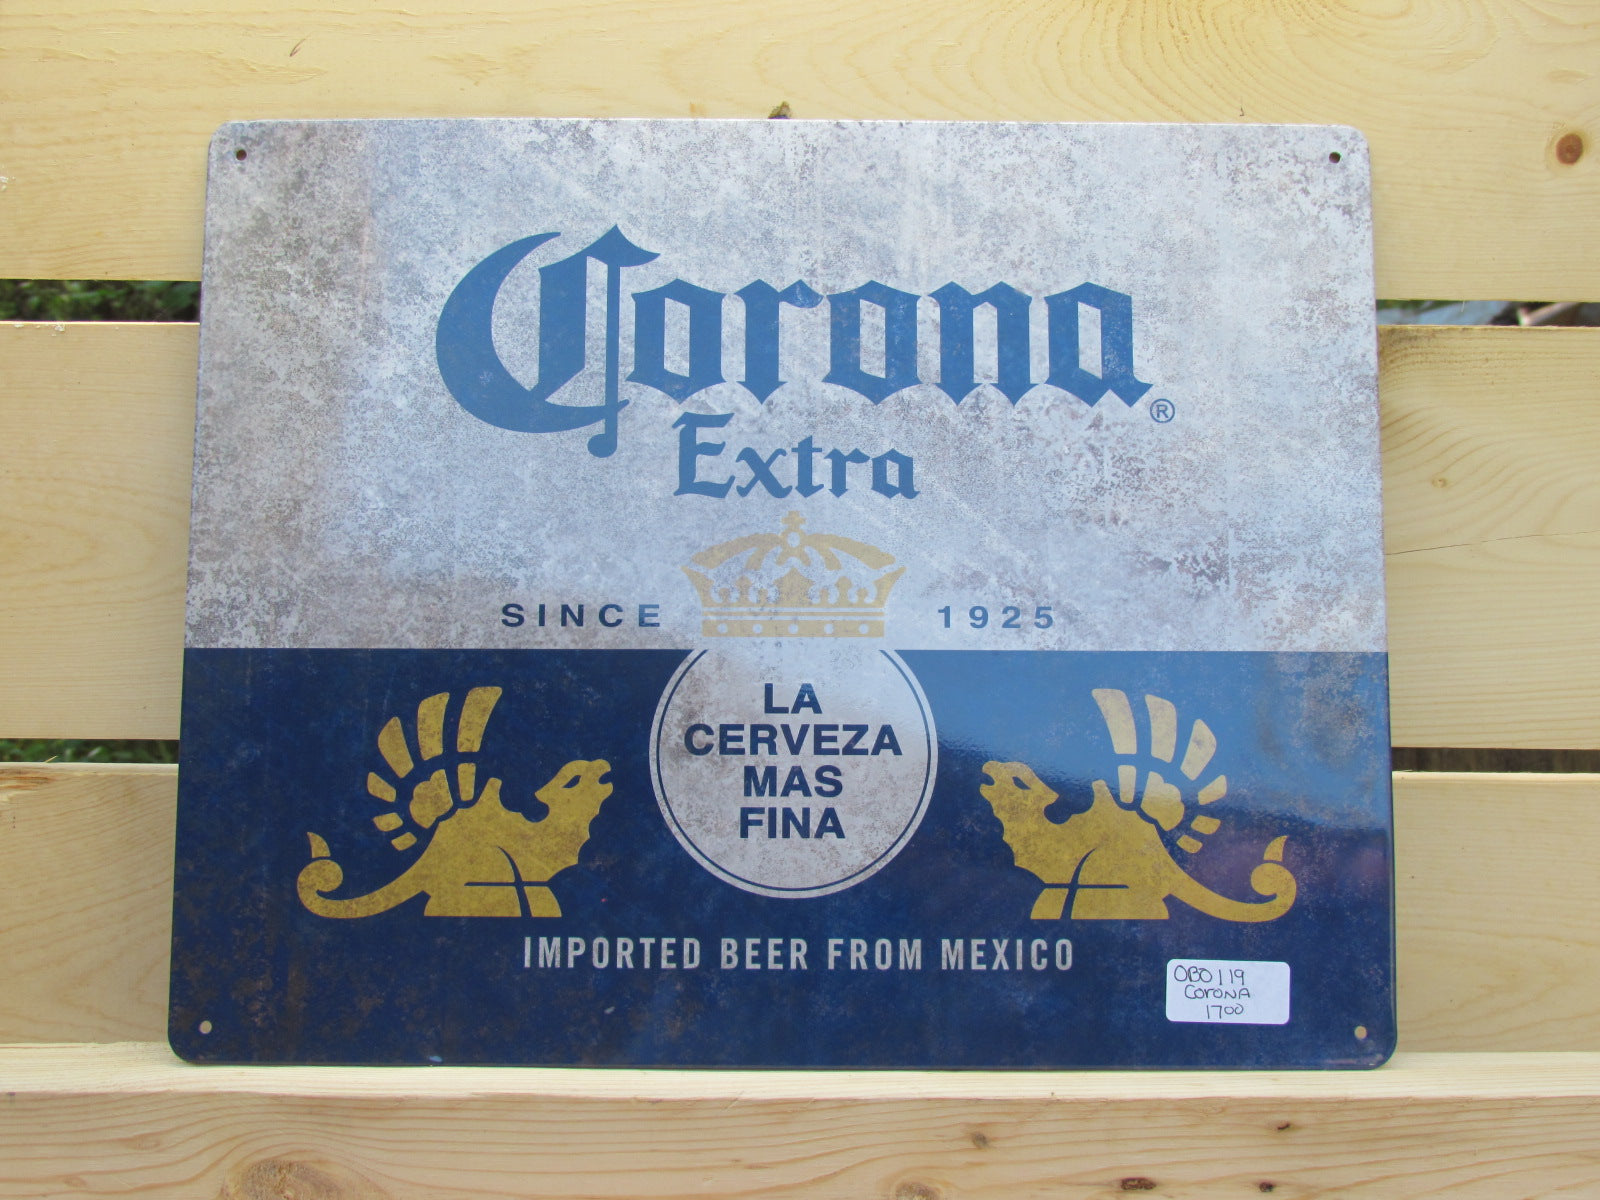 Corona®
Extra
SINCE 1925
LA
CERVEZA
MAS
FINA
IMPORTED BEER FROM MEXICO
OBO119
CORONA
1700